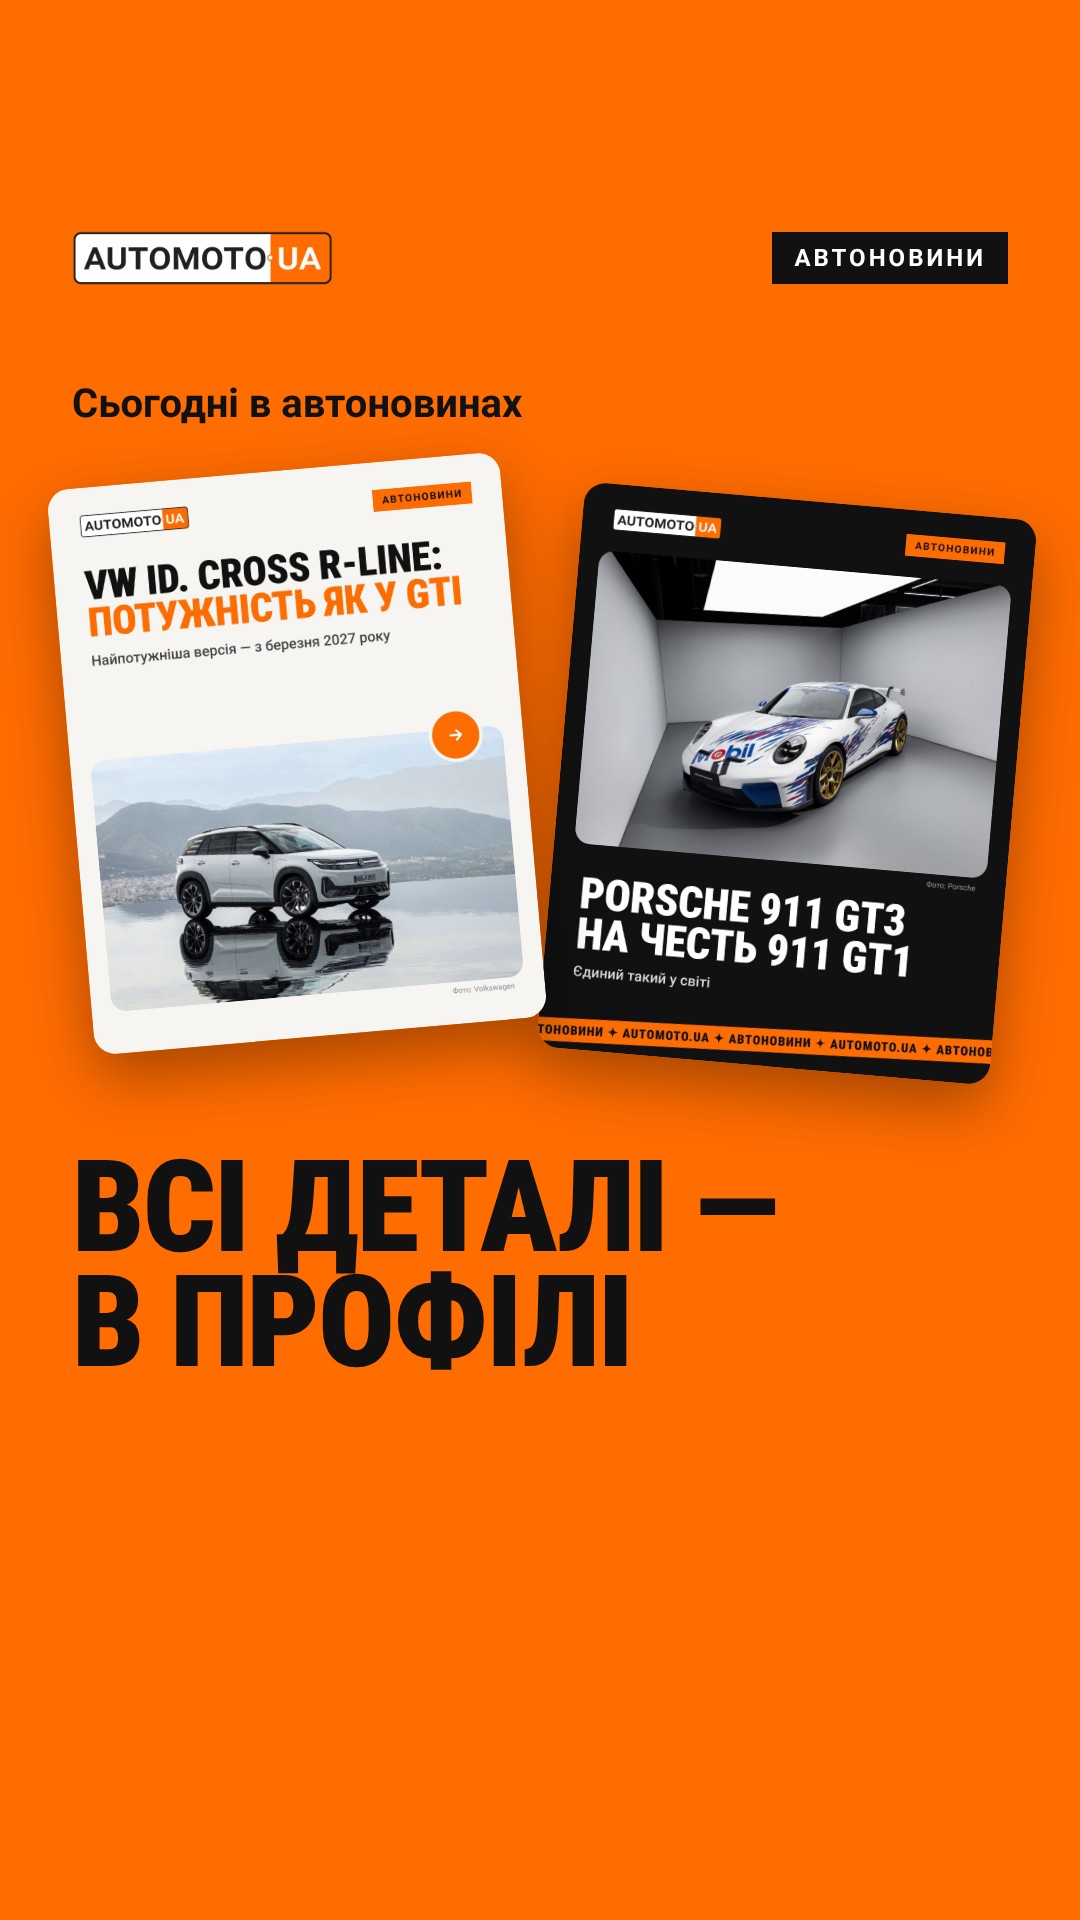 AUTOMOTO UA
АВТОНОВИНИ
Сьогодні в автоновинах
AUTOMOTO UA
АВТОНОВИНИ
VW ID. CROSS R-LINE:
ПОТУЖНІСТЬ ЯК У GTI
Найпотужніша версія — з березня 2027 року
Фото: Volkswagen
AUTOMOTO UA
АВТОНОВИНИ
Mobil
Фото: Porsche
PORSCHE 911 GT3
НА ЧЕСТЬ 911 GT1
Єдиний такий у світі
ТОНОВИНИ ✦ AUTOMOTO.UA ✦ АВТОНОВИНИ ✦ AUTOMOTO.UA ✦ АВТОНОВ
ВСІ ДЕТАЛІ —
В ПРОФІЛІ